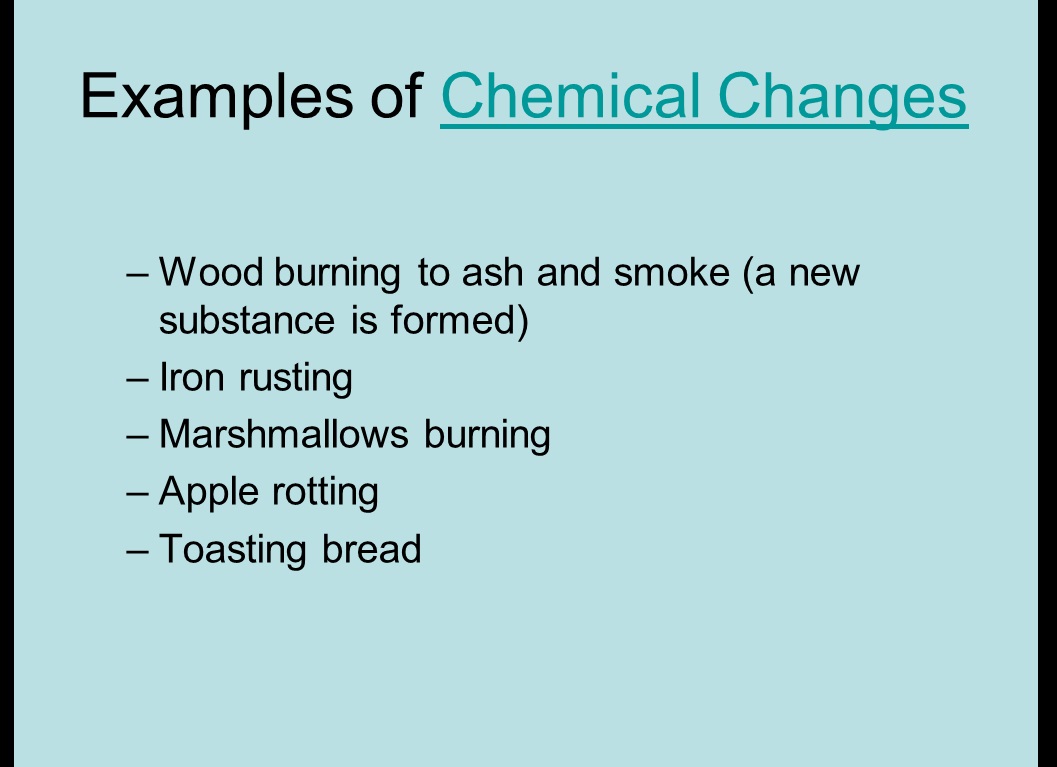 Examples of Chemical Changes
– Wood burning to ash and smoke (a new
substance is formed)
– Iron rusting
– Marshmallows burning
– Apple rotting
– Toasting bread